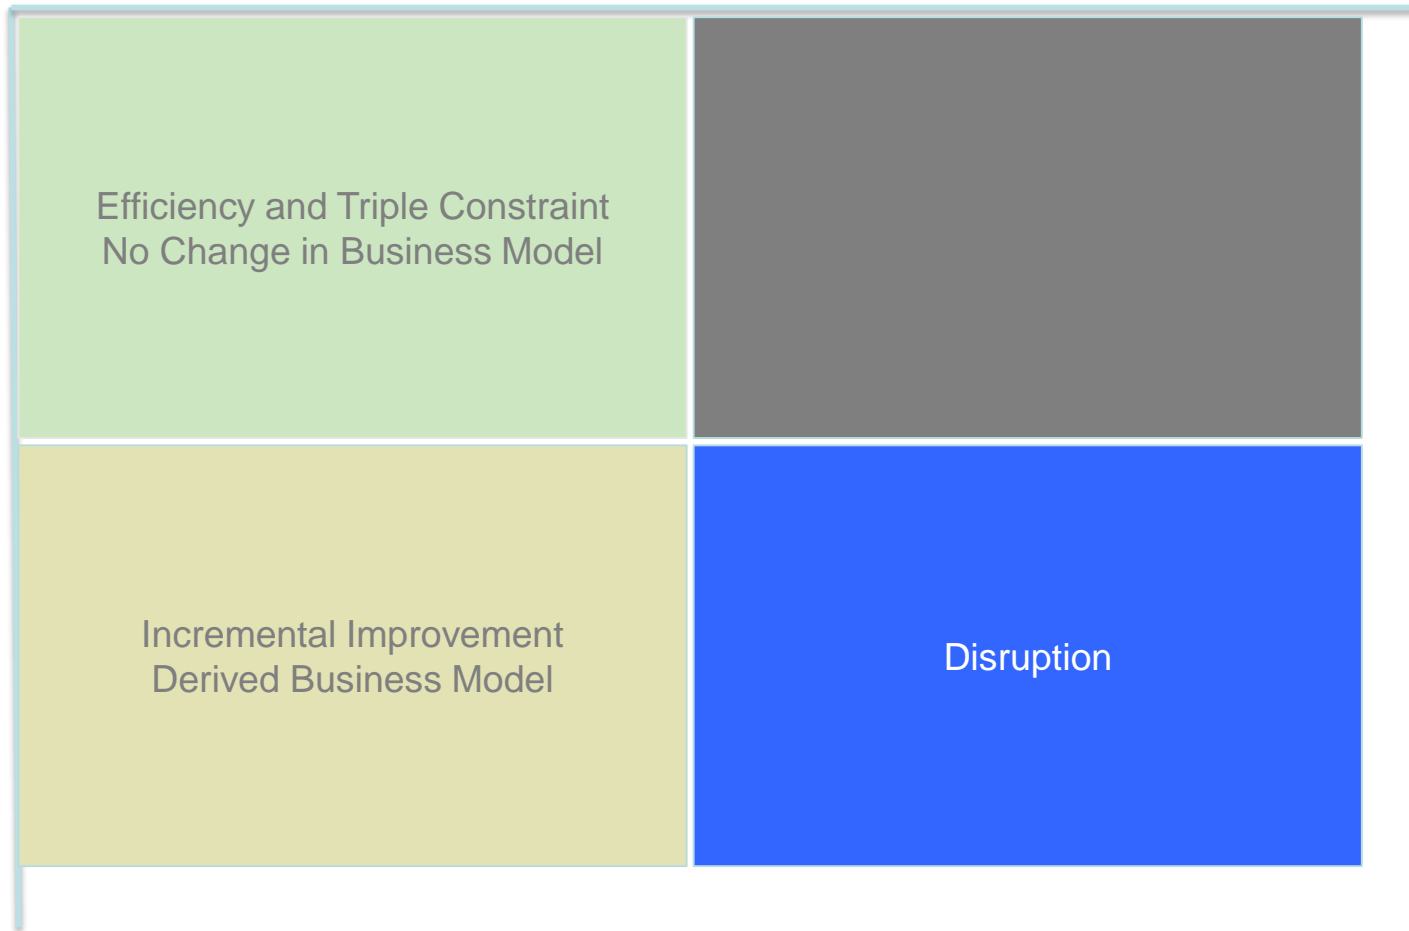 Efficiency and Triple Constraint
No Change in Business Model
Incremental Improvement
Derived Business Model
Disruption